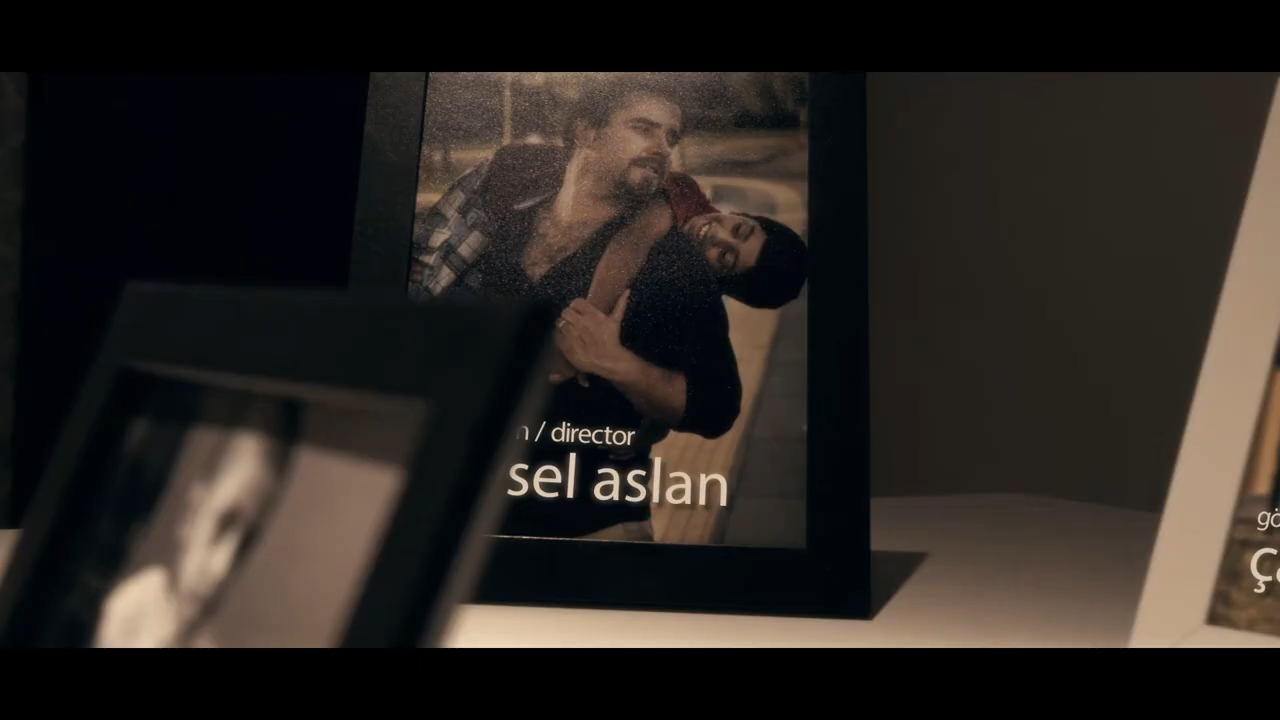 / director
sel aslan